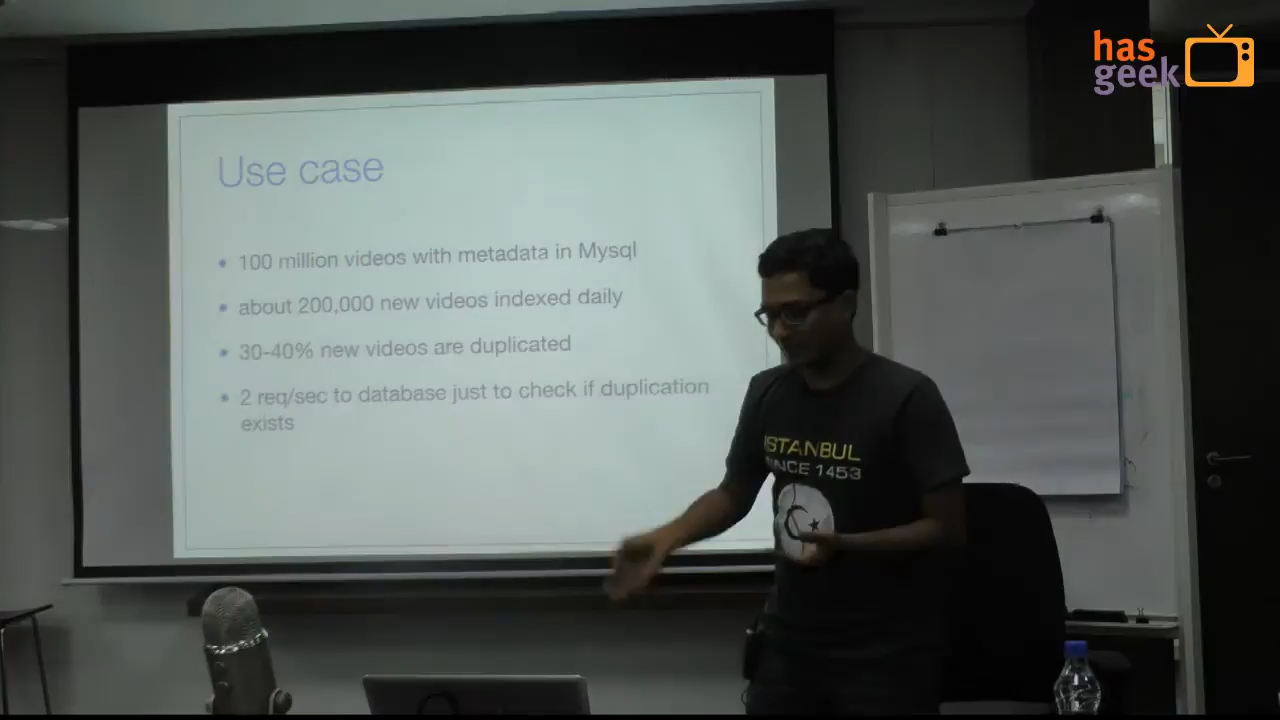 has
geek
Use case
• 100 million videos with metadata in Mysql
• about 200,000 new videos indexed daily
• 30-40% new videos are duplicated
• 2 req/sec to database just to check if duplication
exists
ISTANBUL
SINCE 1453